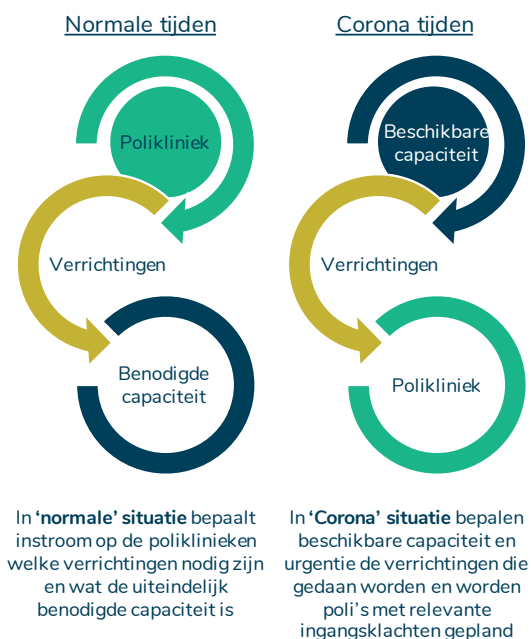 Normale tijden
Polikliniek
Verrichtingen
Benodigde
capaciteit
In ‘normale’ situatie bepaalt
instroom op de poliklinieken
welke verrichtingen nodig zijn
en wat de uiteindelijk
benodigde capaciteit is
Corona tijden
Beschikbare
capaciteit
Verrichtingen
Polikliniek
In ‘Corona’ situatie bepalen
beschikbare capaciteit en
urgentie de verrichtingen die
gedaan worden en worden
poli’s met relevante
ingangsklachten gepland